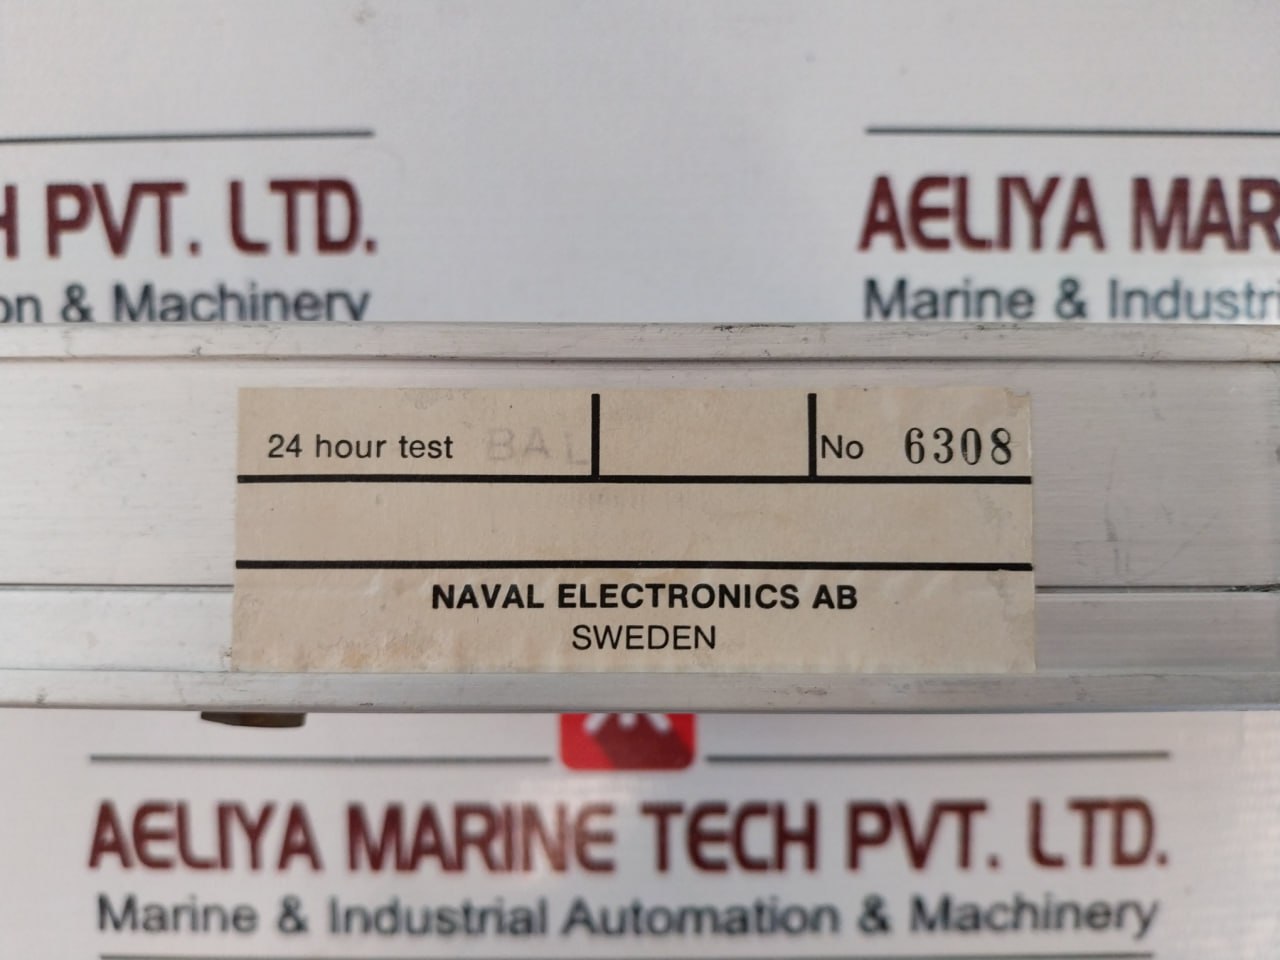 H PVT. LTD.
on & Machinery
AELIYA MAR
Marine & Industri
24 hour test BAL
No 6308
NAVAL ELECTRONICS AB
SWEDEN
AELIYA MARINE TECH PVT. LTD.
Marine & Industrial Automation & Machinery